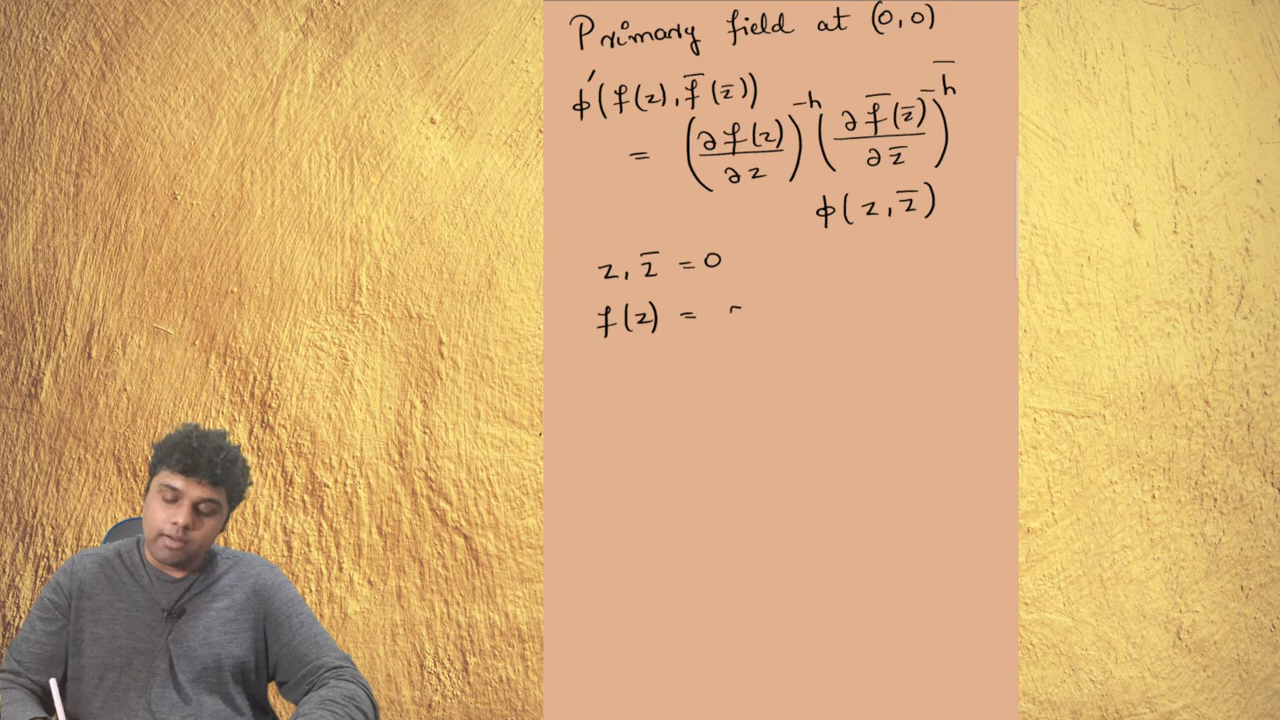 Primary field at (0,0)
ϕ′(f(z), f̄(z̄))
= (∂f(z)/∂z)^{-h} (∂f̄(z̄)/∂z̄)^{-h̄}
ϕ(z, z̄)
z, z̄ = 0
f(z) =